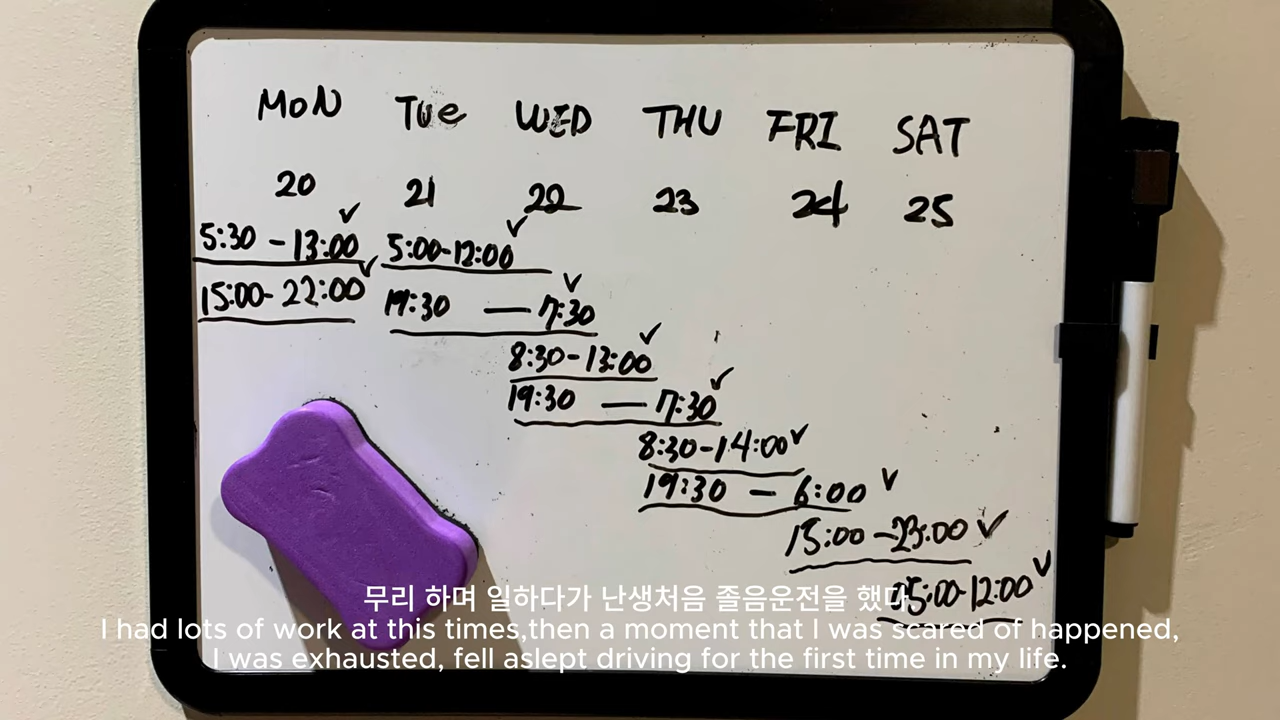 MON TUe WED THU FRI SAT
20 21 22 23 24 25
5:30 - 13:00 ✓ 5:00-12:00 ✓
15:00- 22:00 ✓ 19:30 — 7:30 ✓
8:30-13:00 ✓
19:30 — 7:30 ✓
8:30-14:00 ✓
19:30 — 6:00 ✓
15:00-23:00 ✓
05:00-12:00 ✓
무리 하며 일하다가 난생처음 졸음운전을 했다
I had lots of work at this times,then a moment that I was scared of happened,
I was exhausted, fell aslept driving for the first time in my life.